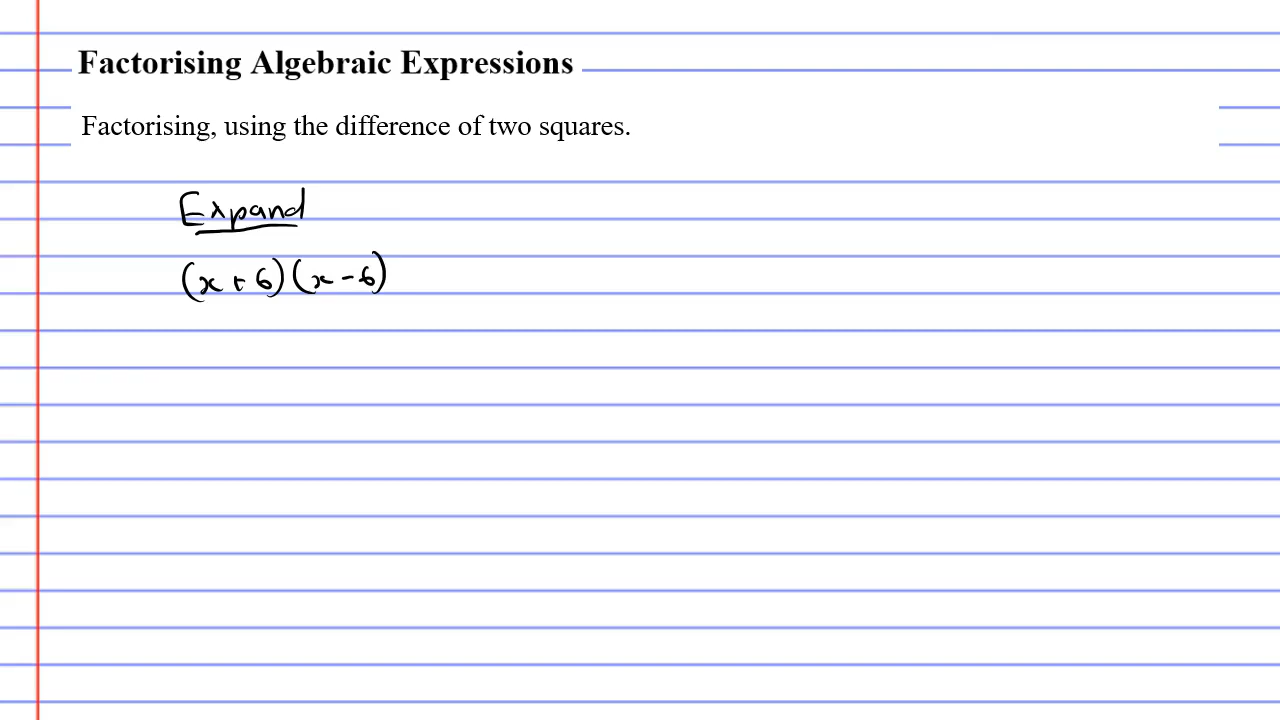 Factorising Algebraic Expressions
Factorising, using the difference of two squares.
Expand
(x + 6)(x - 6)